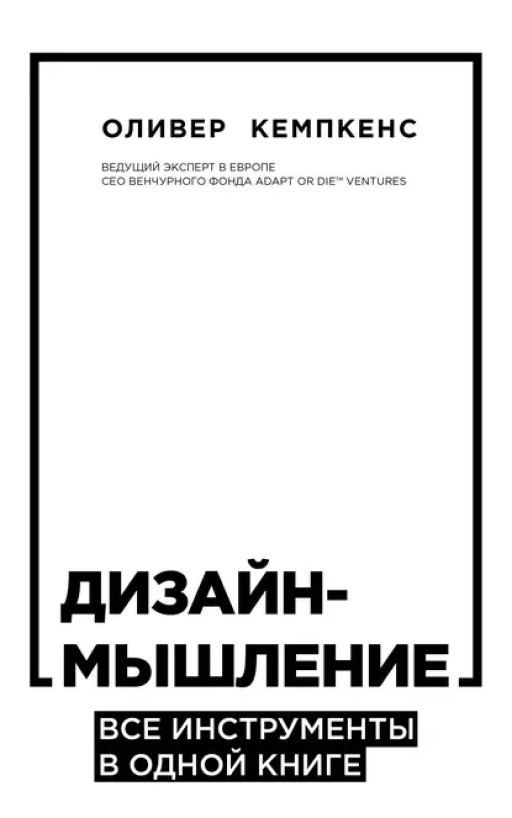 ОЛИВЕР КЕМПКЕНС
ВЕДУЩИЙ ЭКСПЕРТ В ЕВРОПЕ
CEO ВЕНЧУРНОГО ФОНДА ADAPT OR DIE™ VENTURES
ДИЗАЙН-
МЫШЛЕНИЕ
ВСЕ ИНСТРУМЕНТЫ
В ОДНОЙ КНИГЕ